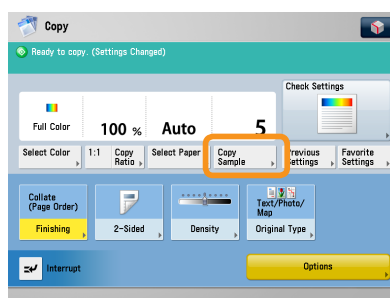 Copy
Ready to copy. (Settings Changed)
Check Settings
Full Color
100 %
Auto
5
Select Color
1:1
Copy Ratio
Select Paper
Copy Sample
Previous Settings
Favorite Settings
Collate
(Page Order)
Finishing
2-Sided
Density
Text/Photo/
Map
Original Type
Interrupt
Options